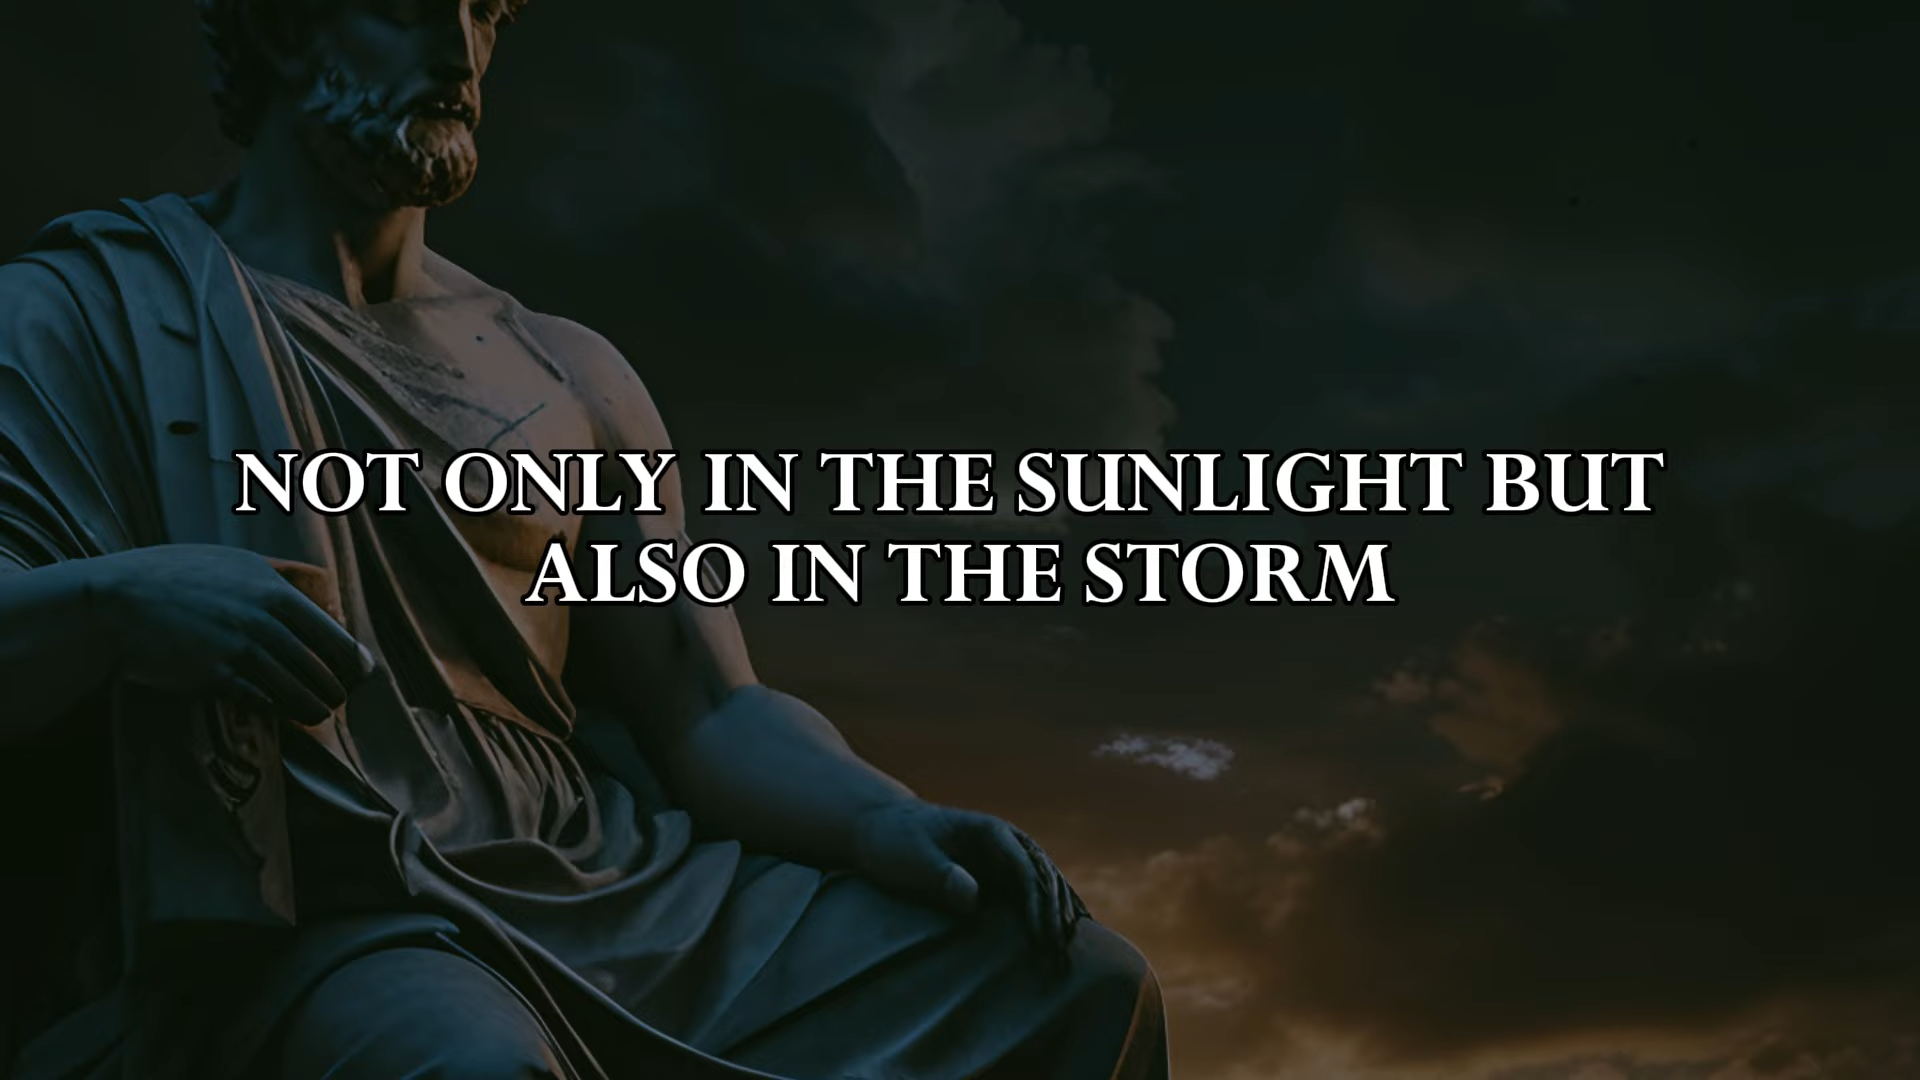 NOT ONLY IN THE SUNLIGHT BUT
ALSO IN THE STORM